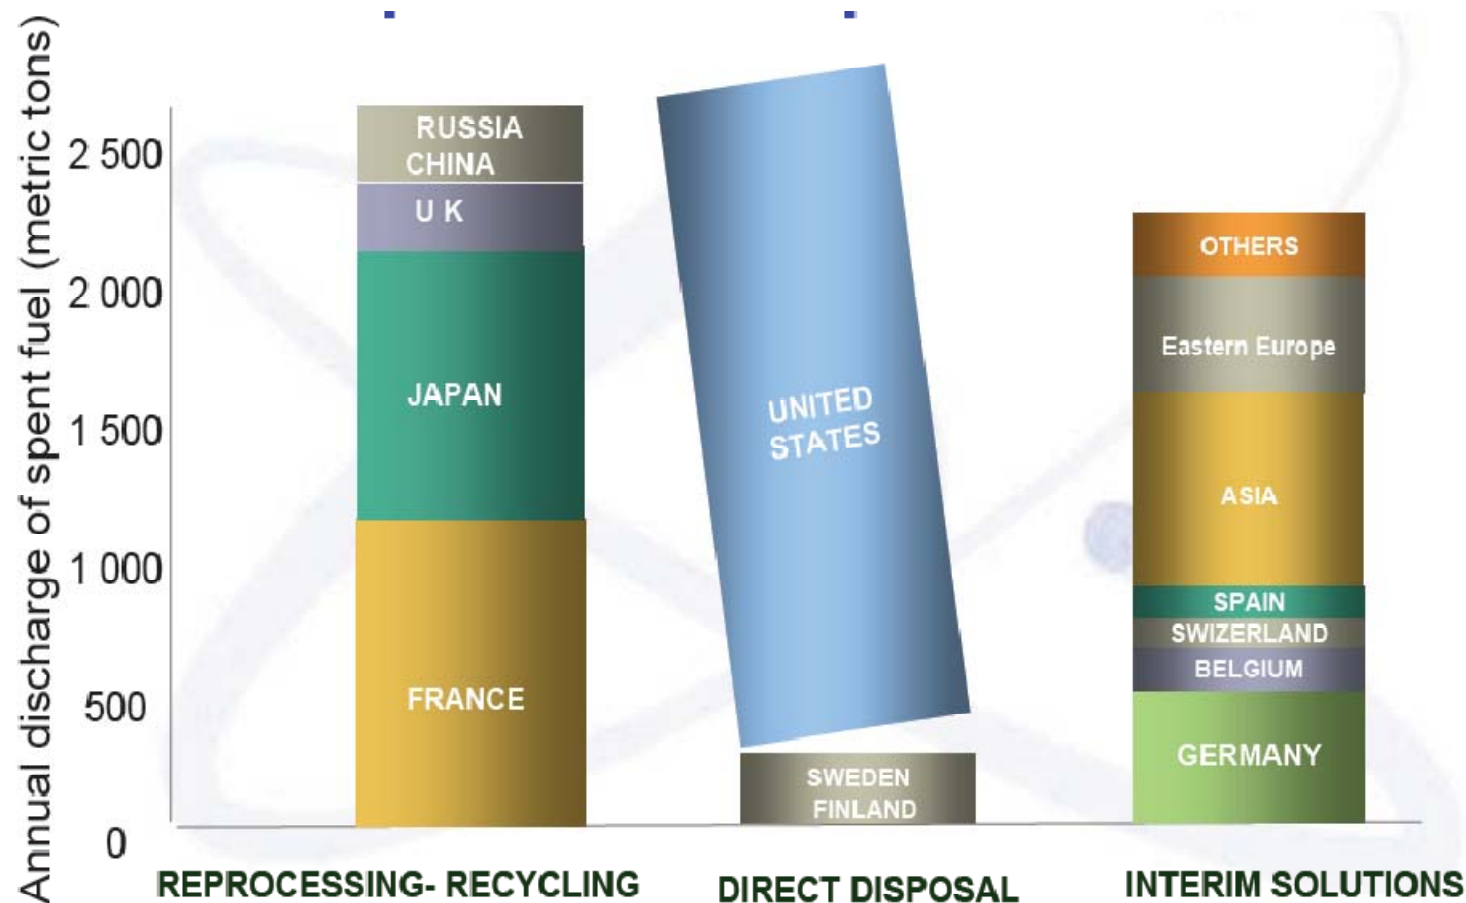 Annual discharge of spent fuel (metric tons)
2 500
2 000
1 500
1 000
500
0
RUSSIA
CHINA
U K
JAPAN
FRANCE
UNITED
STATES
SWEDEN
FINLAND
OTHERS
Eastern Europe
ASIA
SPAIN
SWIZERLAND
BELGIUM
GERMANY
REPROCESSING- RECYCLING
DIRECT DISPOSAL
INTERIM SOLUTIONS